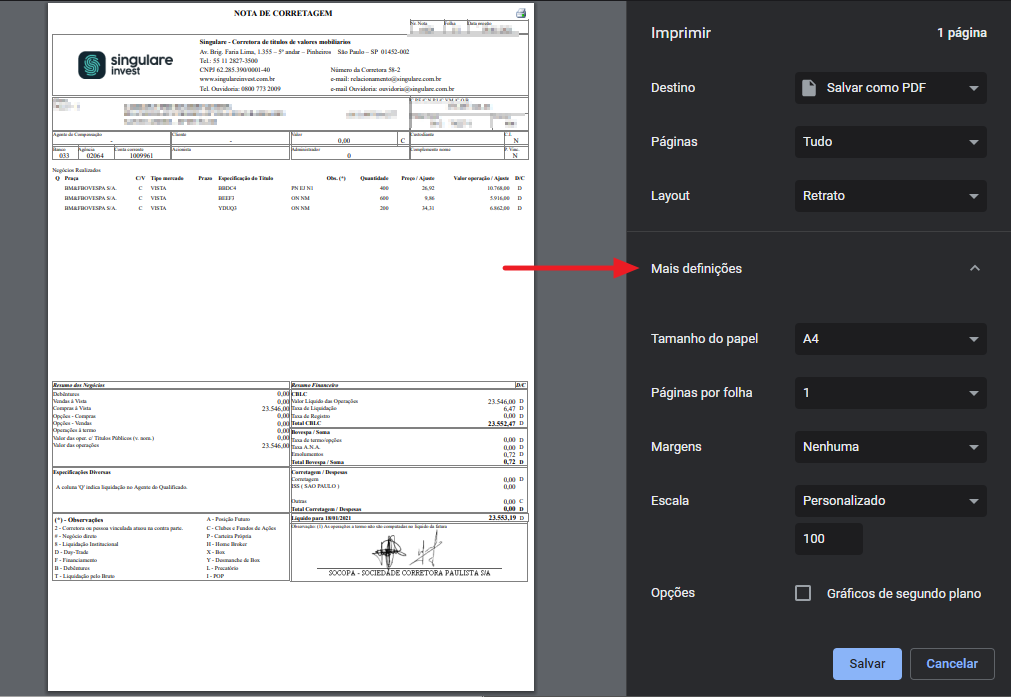 NOTA DE CORRETAGEM
Nr. Nota Folha Data pregão
singulare
invest
Singulare - Corretora de títulos de valores mobiliarios
Av. Brig. Faria Lima, 1.355 – 5º andar – Pinheiros São Paulo – SP 01452-002
Tel.: 55 11 2827-3500
CNPJ 62.285.390/0001-40 Número da Corretora 58-2
www.singulareinvest.com.br e-mail: relacionamento@singulare.com.br
Tel. Ouvidoria: 0800 773 2009 e-mail Ouvidoria: ouvidoria@singulare.com.br
Cliente
Agente de Compensação Cliente Valor Custodiante C.I.
- - 0,00 C N
Banco Agência Conta corrente Acionista Administrador Complemento nome P. Vinc.
033 02064 1009961 0 N
Negócios Realizados
Q Praça C/V Tipo mercado Prazo Especificação do Título Obs. (*) Quantidade Preço / Ajuste Valor operação / Ajuste D/C
BM&FBOVESPA S/A. C VISTA BBDC4 PN EJ N1 400 26,92 10.768,00 D
BM&FBOVESPA S/A. C VISTA BEEF3 ON NM 600 9,86 5.916,00 D
BM&FBOVESPA S/A. C VISTA YDUQ3 ON NM 200 34,31 6.862,00 D
Resumo dos Negócios
Debêntures 0,00
Vendas à Vista 0,00
Compras à Vista 23.546,00
Opções - Compras 0,00
Opções - Vendas 0,00
Operações à termo 0,00
Valor das oper. c/ Títulos Públicos (v. nom.) 0,00
Valor das operações 23.546,00
Resumo Financeiro D/C
CBLC
Valor Líquido das Operações 23.546,00 D
Taxa de Liquidação 6,47 D
Taxa de Registro 0,00 D
Total CBLC 23.552,47 D
Bovespa / Soma
Taxa de termo/opções 0,00 D
Taxa A.N.A. 0,00 D
Emolumentos 0,72 D
Total Bovespa / Soma 0,72 D
Especificações Diversas
A coluna 'Q' indica liquidação no Agente do Qualificado.
Corretagem / Despesas
Corretagem 0,00 D
ISS ( SÃO PAULO ) 0,00
Outras 0,00 C
Total Corretagem / Despesas 0,00 D
Líquido para 18/01/2021 23.553,19 D
(*) - Observações A - Posição Futuro
2 - Corretora ou pessoa vinculada atuou na contra parte. C - Clubes e Fundos de Ações
# - Negócio direto P - Carteira Própria
8 - Liquidação Institucional H - Home Broker
D - Day-Trade X - Box
F - Financiamento Y - Desmanche de Box
B - Debêntures L - Precatório
T - Liquidação pelo Bruto I - POP
Observação: (1) As operações a termo não são computadas no líquido da fatura
SOCOPA - SOCIEDADE CORRETORA PAULISTA S/A
Imprimir 1 página
Destino Salvar como PDF
Páginas Tudo
Layout Retrato
Mais definições
Tamanho do papel A4
Páginas por folha 1
Margens Nenhuma
Escala Personalizado
100
Opções Gráficos de segundo plano
Salvar Cancelar